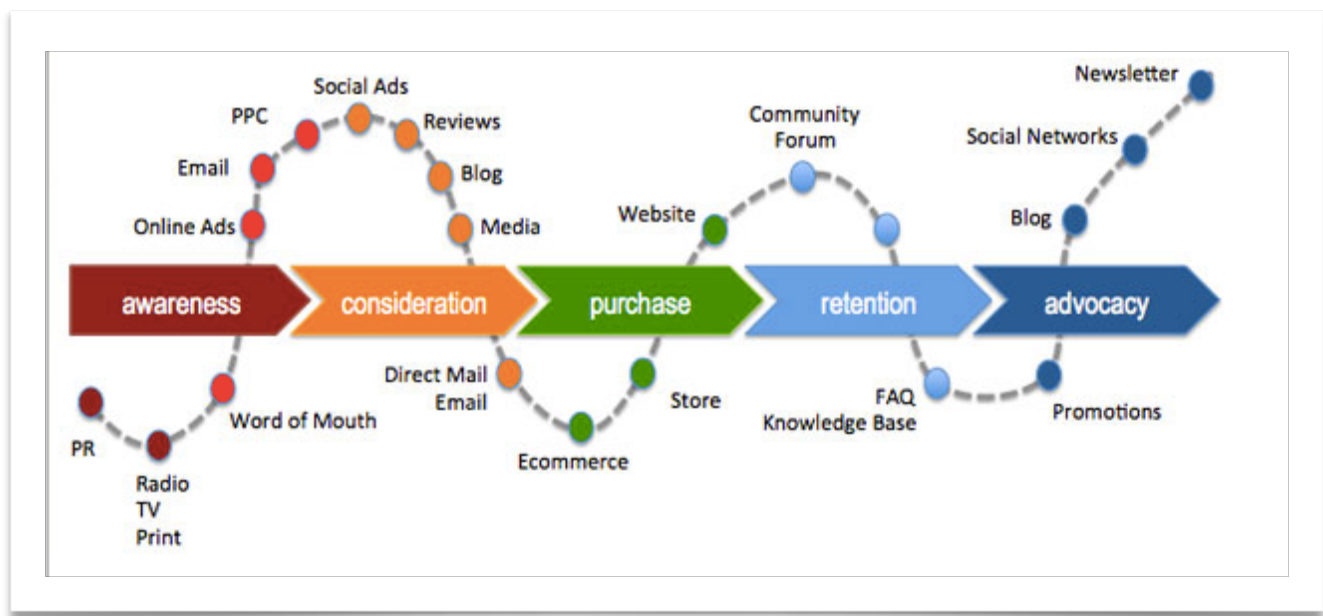 Newsletter
Social Ads
PPC
Reviews
Community
Forum
Social Networks
Email
Blog
Website
Blog
Online Ads
Media
awareness
consideration
purchase
retention
advocacy
Direct Mail
Email
Store
FAQ
Knowledge Base
Promotions
Word of Mouth
PR
Ecommerce
Radio
TV
Print